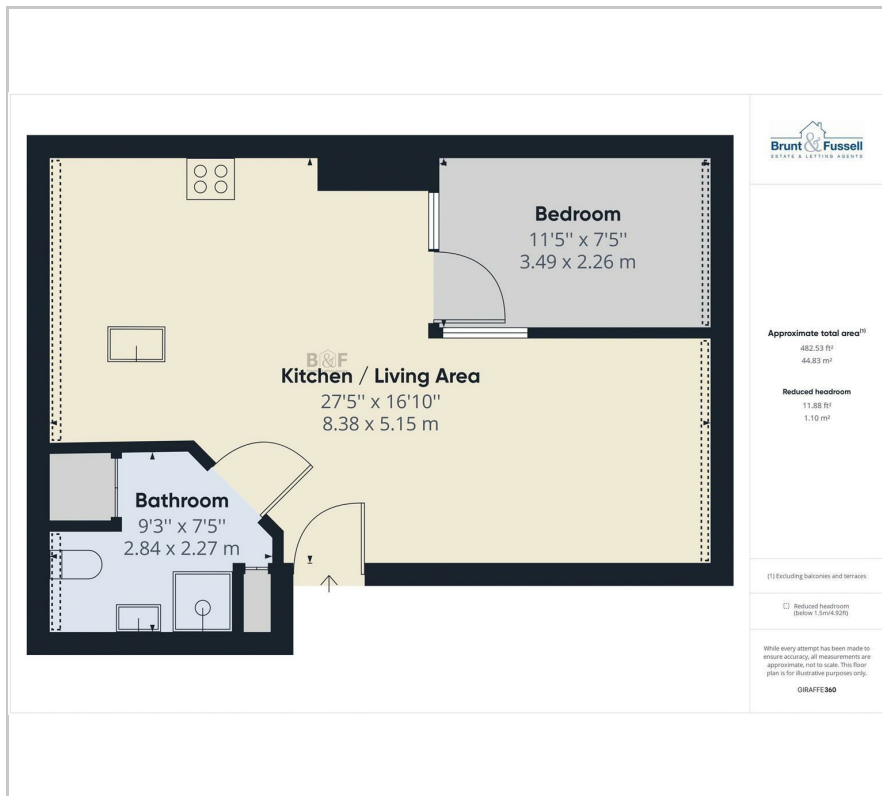 Bedroom
11'5" x 7'5"
3.49 x 2.26 m
B&F
Kitchen / Living Area
27'5" x 16'10"
8.38 x 5.15 m
Bathroom
9'3" x 7'5"
2.84 x 2.27 m
Brunt & Fussell
ESTATE & LETTING AGENTS
Approximate total area(1)
482.53 ft²
44.83 m²
Reduced headroom
11.88 ft²
1.10 m²
(1) Excluding balconies and terraces
Reduced headroom
(below 1.5m/4.92ft)
While every attempt has been made to
ensure accuracy, all measurements are
approximate, not to scale. This floor
plan is for illustrative purposes only.
GIRAFFE360